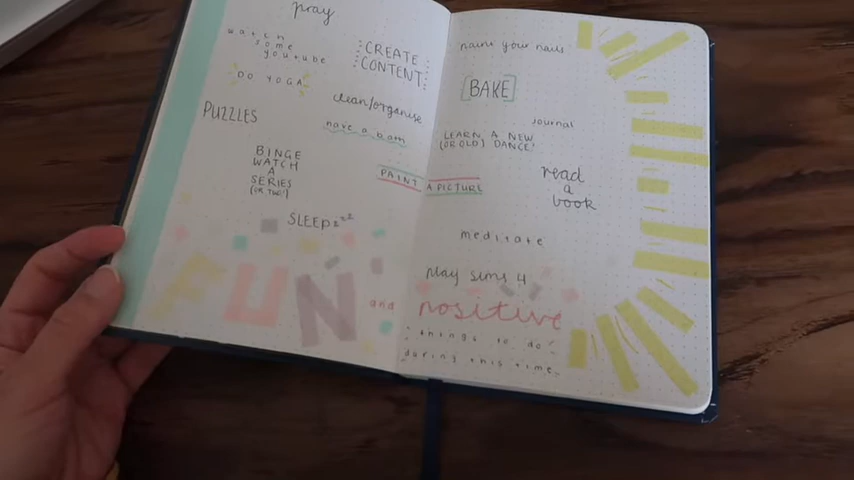 pray
watch
some
youtube
CREATE
CONTENT
DO YOGA
clean/organise
PUZZLES
have a bath
BINGE
WATCH
A
SERIES
(OR TWO!)
PAINT A PICTURE
SLEEPzzz
paint your nails
[BAKE]
journal
LEARN A NEW
(OR OLD) DANCE!
read
a
book
meditate
play sims 4
FUN and positive
things to do
during this time.